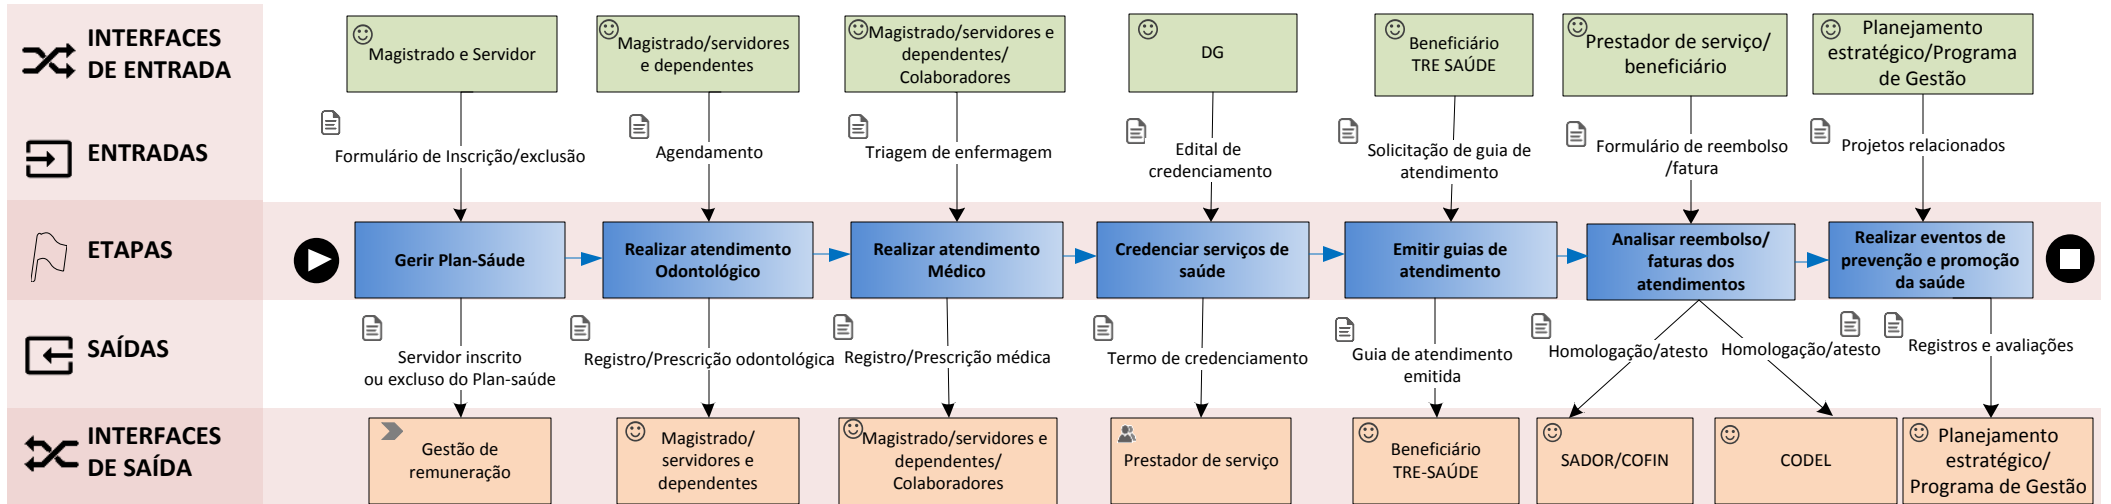 INTERFACES
DE ENTRADA
Magistrado e Servidor
Magistrado/servidores
e dependentes
Magistrado/servidores e
dependentes/
Colaboradores
DG
Beneficiário
TRE SAÚDE
Prestador de serviço/
beneficiário
Planejamento
estratégico/Programa
de Gestão
ENTRADAS
Formulário de Inscrição/exclusão
Agendamento
Triagem de enfermagem
Edital de
credenciamento
Solicitação de guia de
atendimento
Formulário de reembolso
/fatura
Projetos relacionados
ETAPAS
Gerir Plan-Sáude
Realizar atendimento
Odontológico
Realizar atendimento
Médico
Credenciar serviços de
saúde
Emitir guias de
atendimento
Analisar reembolso/
faturas dos
atendimentos
Realizar eventos de
prevenção e promoção
da saúde
SAÍDAS
Servidor inscrito
ou excluso do Plan-saúde
Registro/Prescrição odontológica
Registro/Prescrição médica
Termo de credenciamento
Guia de atendimento
emitida
Homologação/atesto
Homologação/atesto
Registros e avaliações
INTERFACES
DE SAÍDA
Gestão de
remuneração
Magistrado/
servidores e
dependentes
Magistrado/servidores e
dependentes/
Colaboradores
Prestador de serviço
Beneficiário
TRE-SAÚDE
SADOR/COFIN
CODEL
Planejamento
estratégico/
Programa de Gestão